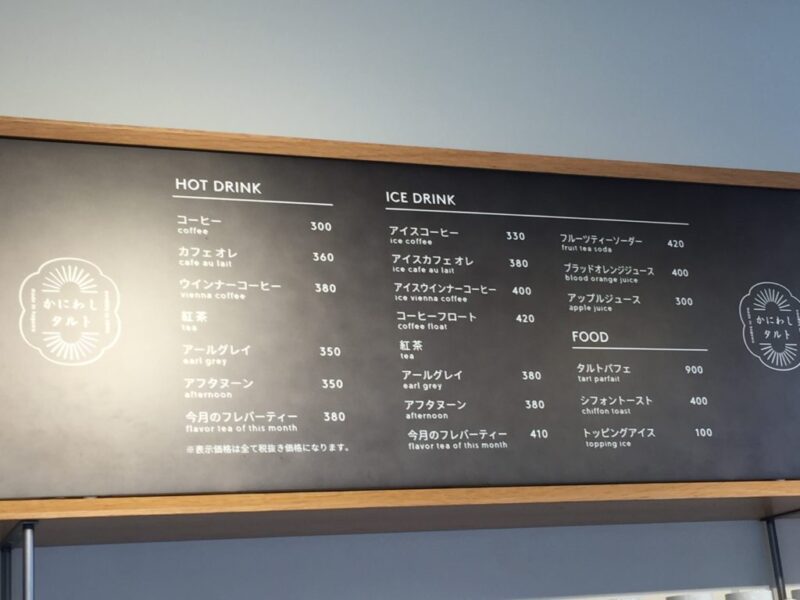 かにわし
タルト
HOT DRINK
コーヒー 300
coffee
カフェ オレ 360
cafe au lait
ウインナーコーヒー 380
vienna coffee
紅茶
tea
アールグレイ 350
earl grey
アフタヌーン 350
afternoon
今月のフレバーティー 380
flavor tea of this month
※表示価格は全て税抜き価格になります。
ICE DRINK
アイスコーヒー 330
ice coffee
アイスカフェ オレ 380
ice cafe au lait
アイスウインナーコーヒー 400
ice vienna coffee
コーヒーフロート 420
coffee float
紅茶
tea
アールグレイ 380
earl grey
アフタヌーン 380
afternoon
今月のフレバーティー 410
flavor tea of this month
フルーツティーソーダー 420
fruit tea soda
ブラッドオレンジジュース 400
blood orange juice
アップルジュース 300
apple juice
FOOD
タルトパフェ 900
tart parfait
シフォントースト 400
chiffon toast
トッピングアイス 100
topping ice
かにわし
タルト